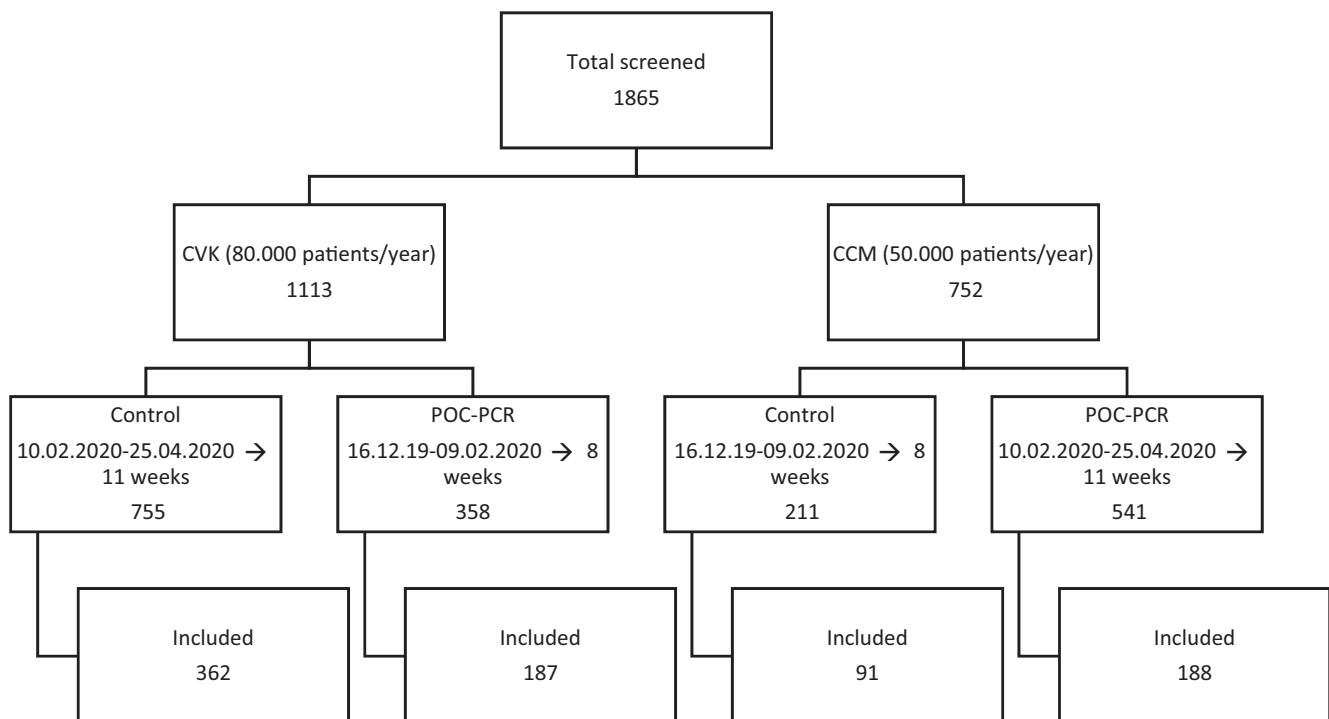 Total screened
1865
CVK (80.000 patients/year)
1113
CCM (50.000 patients/year)
752
Control
10.02.2020-25.04.2020 →
11 weeks
755
POC-PCR
16.12.19-09.02.2020 → 8
weeks
358
Control
16.12.19-09.02.2020 → 8
weeks
211
POC-PCR
10.02.2020-25.04.2020 →
11 weeks
541
Included
362
Included
187
Included
91
Included
188